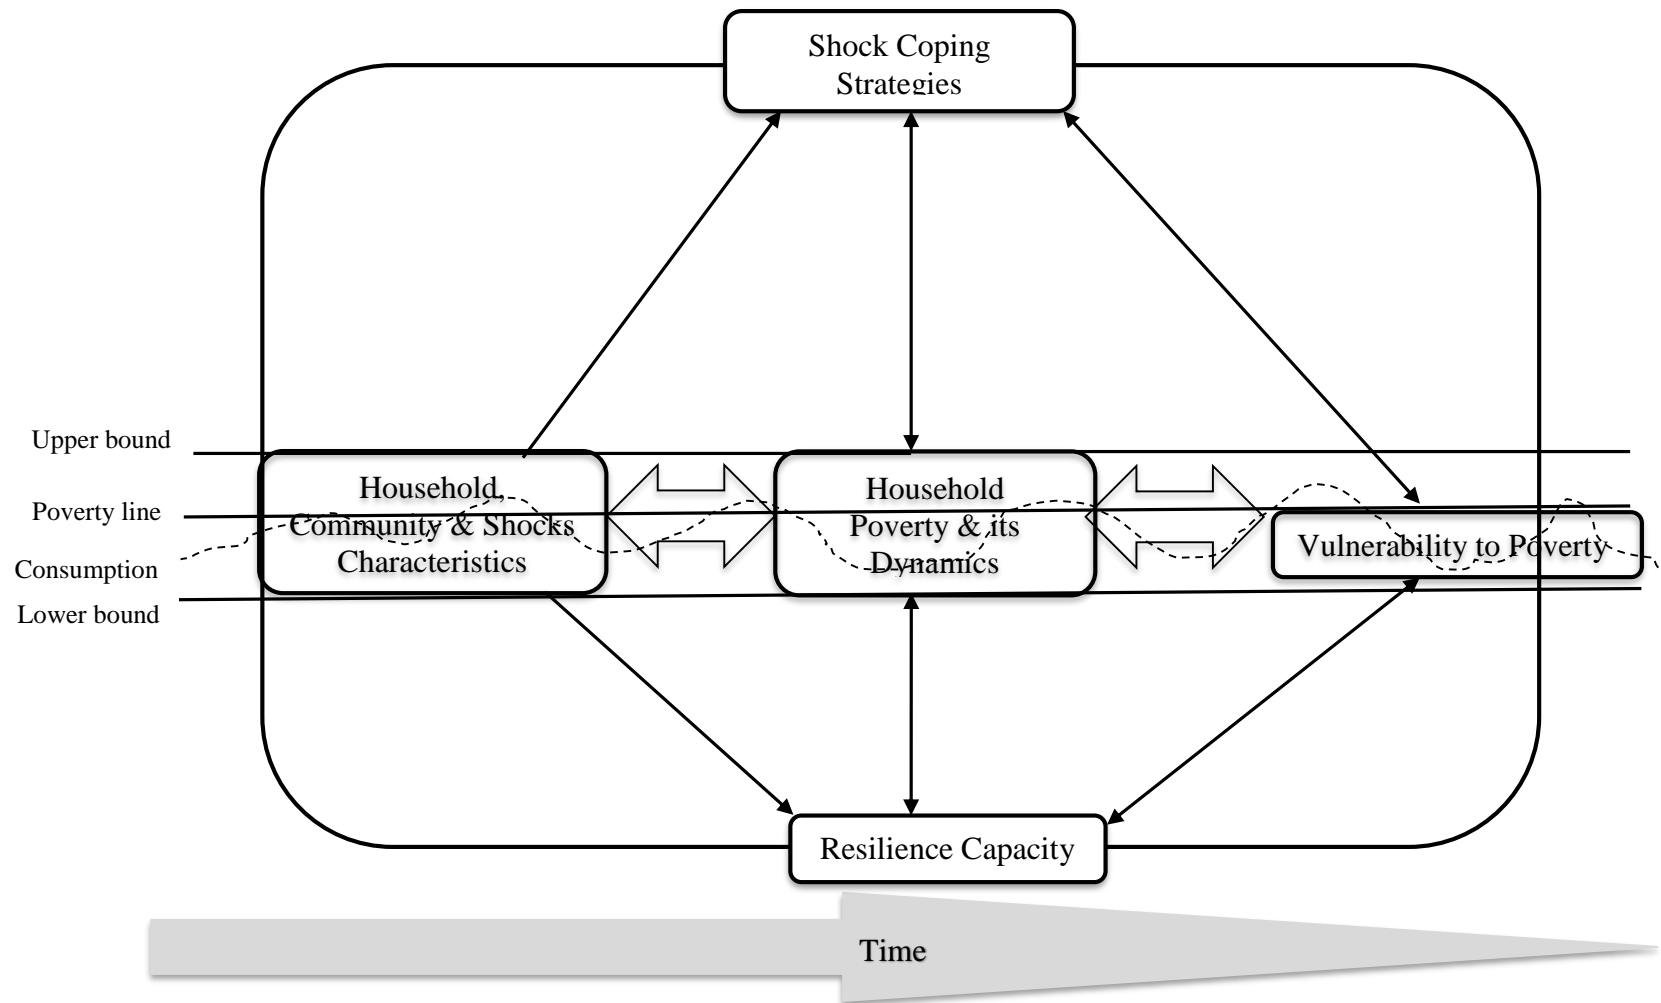 Shock Coping
Strategies
Upper bound
Household,
Community & Shocks
Characteristics
Household
Poverty & its
Dynamics
Poverty line
Vulnerability to Poverty
Consumption
Lower bound
Resilience Capacity
Time